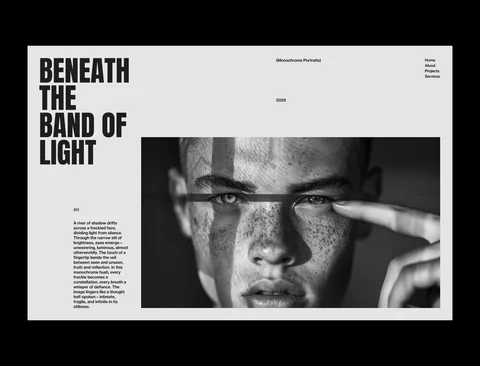 BENEATH
THE
BAND OF
LIGHT
(Monochrome Portraits)
2025
Home
About
Projects
Services
A river of shadow drifts
across a freckled face,
dividing light from silence.
Through the narrow slit of
brightness, eyes emerge—
unwavering, luminous, almost
otherworldly. The touch of a
fingertip bends the veil
between seen and unseen,
truth and reflection. In this
monochrome hush, every
freckle becomes a
constellation, every breath a
whisper of defiance. The
image lingers like a thought
half-spoken—intimate,
fragile, and infinite in its
stillness.